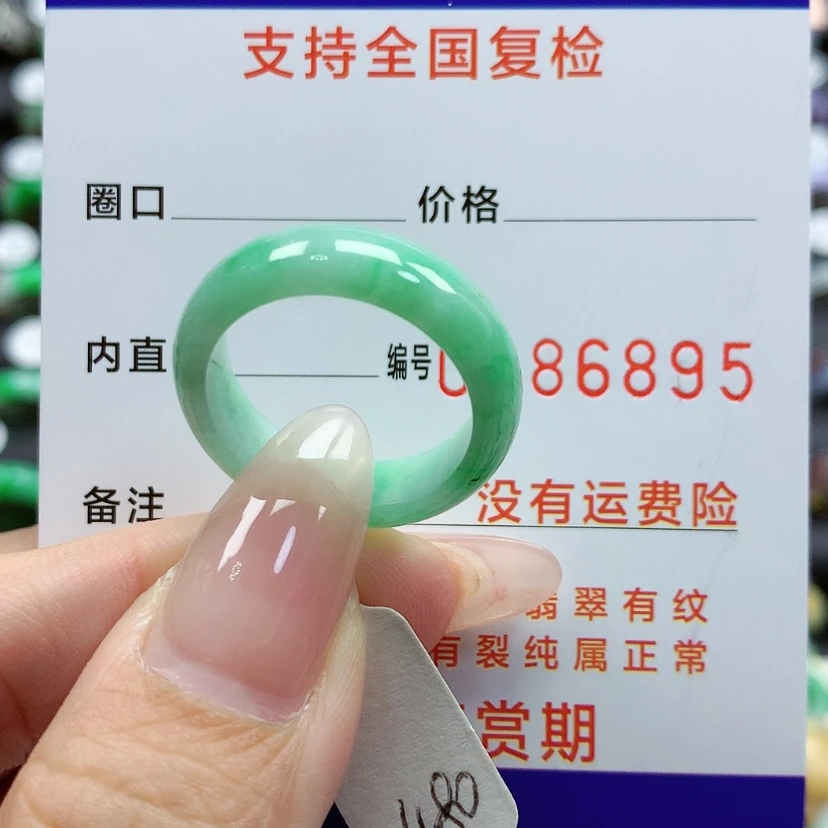 支持全国复检
圈口 价格
内直 编号 86895
备注 没有运费险
翡翠有纹
有裂纯属正常
赏期
480